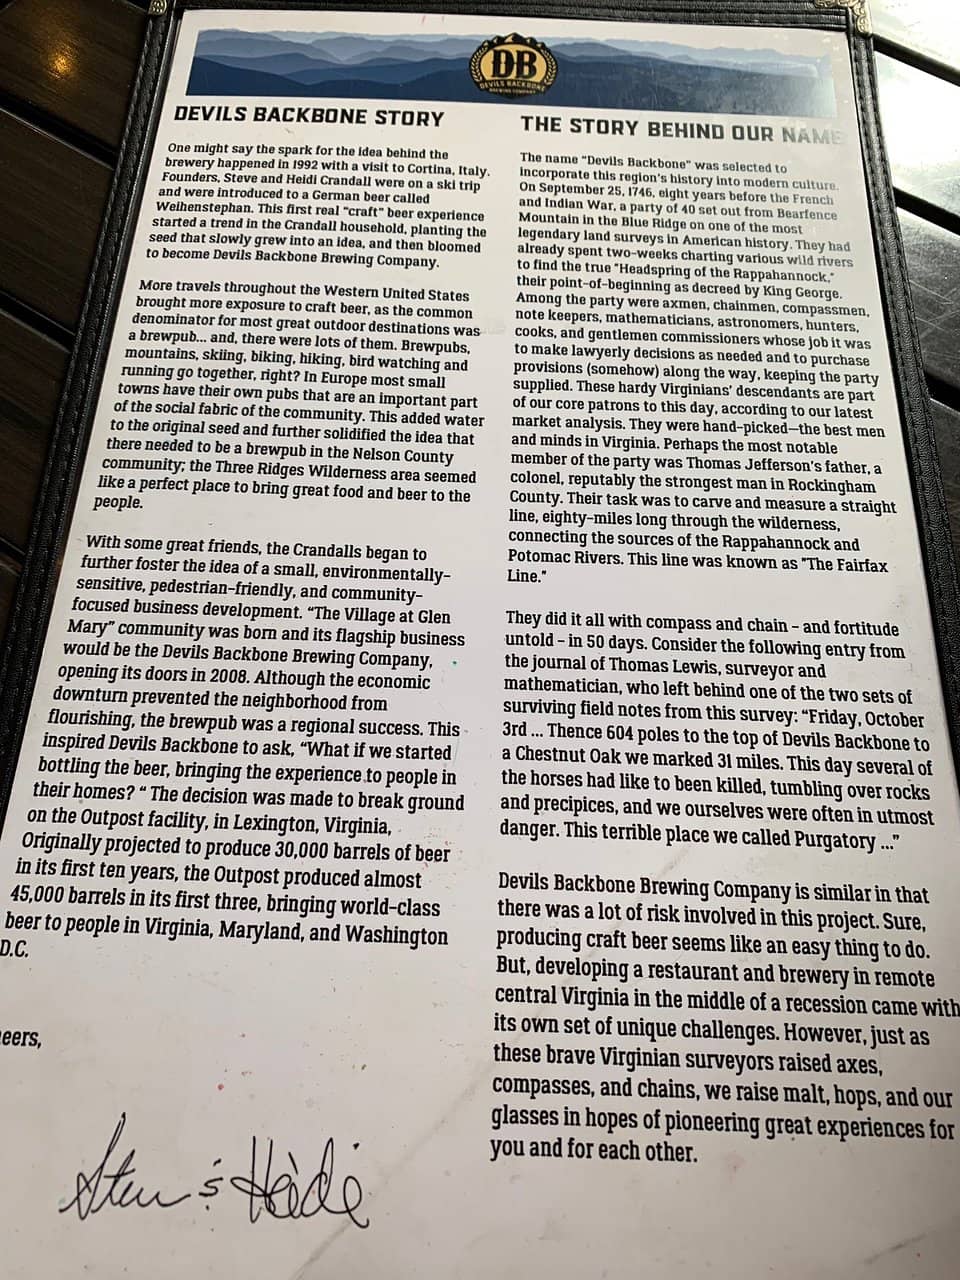 DB
DEVILS BACKBONE
BREWING COMPANY
DEVILS BACKBONE STORY
One might say the spark for the idea behind the
brewery happened in 1992 with a visit to Cortina, Italy.
Founders, Steve and Heidi Crandall were on a ski trip
and were introduced to a German beer called
Weihenstephan. This first real "craft" beer experience
started a trend in the Crandall household, planting the
seed that slowly grew into an idea, and then bloomed
to become Devils Backbone Brewing Company.
More travels throughout the Western United States
brought more exposure to craft beer, as the common
denominator for most great outdoor destinations was
a brewpub... and, there were lots of them. Brewpubs,
mountains, skiing, biking, hiking, bird watching and
running go together, right? In Europe most small
towns have their own pubs that are an important part
of the social fabric of the community. This added water
to the original seed and further solidified the idea that
there needed to be a brewpub in the Nelson County
community; the Three Ridges Wilderness area seemed
like a perfect place to bring great food and beer to the
people.
With some great friends, the Crandalls began to
further foster the idea of a small, environmentally-
sensitive, pedestrian-friendly, and community-
focused business development. "The Village at Glen
Mary" community was born and its flagship business
would be the Devils Backbone Brewing Company,
opening its doors in 2008. Although the economic
downturn prevented the neighborhood from
flourishing, the brewpub was a regional success. This
inspired Devils Backbone to ask, "What if we started
bottling the beer, bringing the experience to people in
their homes? " The decision was made to break ground
on the Outpost facility, in Lexington, Virginia,
Originally projected to produce 30,000 barrels of beer
in its first ten years, the Outpost produced almost
45,000 barrels in its first three, bringing world-class
beer to people in Virginia, Maryland, and Washington
D.C.
eers,
Steve & Heidi
THE STORY BEHIND OUR NAME
The name "Devils Backbone" was selected to
incorporate this region's history into modern culture.
On September 25, 1746, eight years before the French
and Indian War, a party of 40 set out from Bearfence
Mountain in the Blue Ridge on one of the most
legendary land surveys in American history. They had
already spent two-weeks charting various wild rivers
to find the true "Headspring of the Rappahannock,"
their point-of-beginning as decreed by King George.
Among the party were axmen, chainmen, compassmen,
note keepers, mathematicians, astronomers, hunters,
cooks, and gentlemen commissioners whose job it was
to make lawyerly decisions as needed and to purchase
provisions (somehow) along the way, keeping the party
supplied. These hardy Virginians' descendants are part
of our core patrons to this day, according to our latest
market analysis. They were hand-picked—the best men
and minds in Virginia. Perhaps the most notable
member of the party was Thomas Jefferson's father, a
colonel, reputably the strongest man in Rockingham
County. Their task was to carve and measure a straight
line, eighty-miles long through the wilderness,
connecting the sources of the Rappahannock and
Potomac Rivers. This line was known as "The Fairfax
Line."
They did it all with compass and chain – and fortitude
untold – in 50 days. Consider the following entry from
the journal of Thomas Lewis, surveyor and
mathematician, who left behind one of the two sets of
surviving field notes from this survey: "Friday, October
3rd ... Thence 604 poles to the top of Devils Backbone to
a Chestnut Oak we marked 31 miles. This day several of
the horses had like to been killed, tumbling over rocks
and precipices, and we ourselves were often in utmost
danger. This terrible place we called Purgatory ..."
Devils Backbone Brewing Company is similar in that
there was a lot of risk involved in this project. Sure,
producing craft beer seems like an easy thing to do.
But, developing a restaurant and brewery in remote
central Virginia in the middle of a recession came with
its own set of unique challenges. However, just as
these brave Virginian surveyors raised axes,
compasses, and chains, we raise malt, hops, and our
glasses in hopes of pioneering great experiences for
you and for each other.